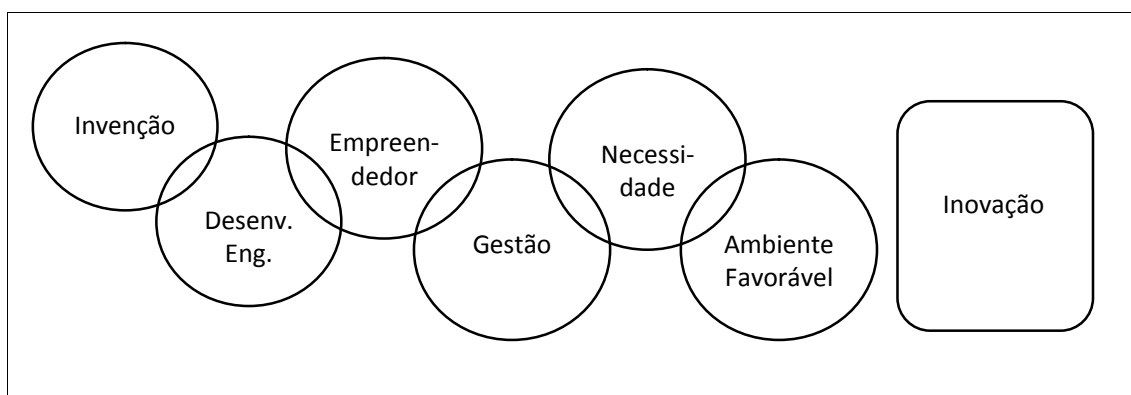 Invenção
Desenv.
Eng.
Empreen-
dedor
Gestão
Necessi-
dade
Ambiente
Favorável
Inovação